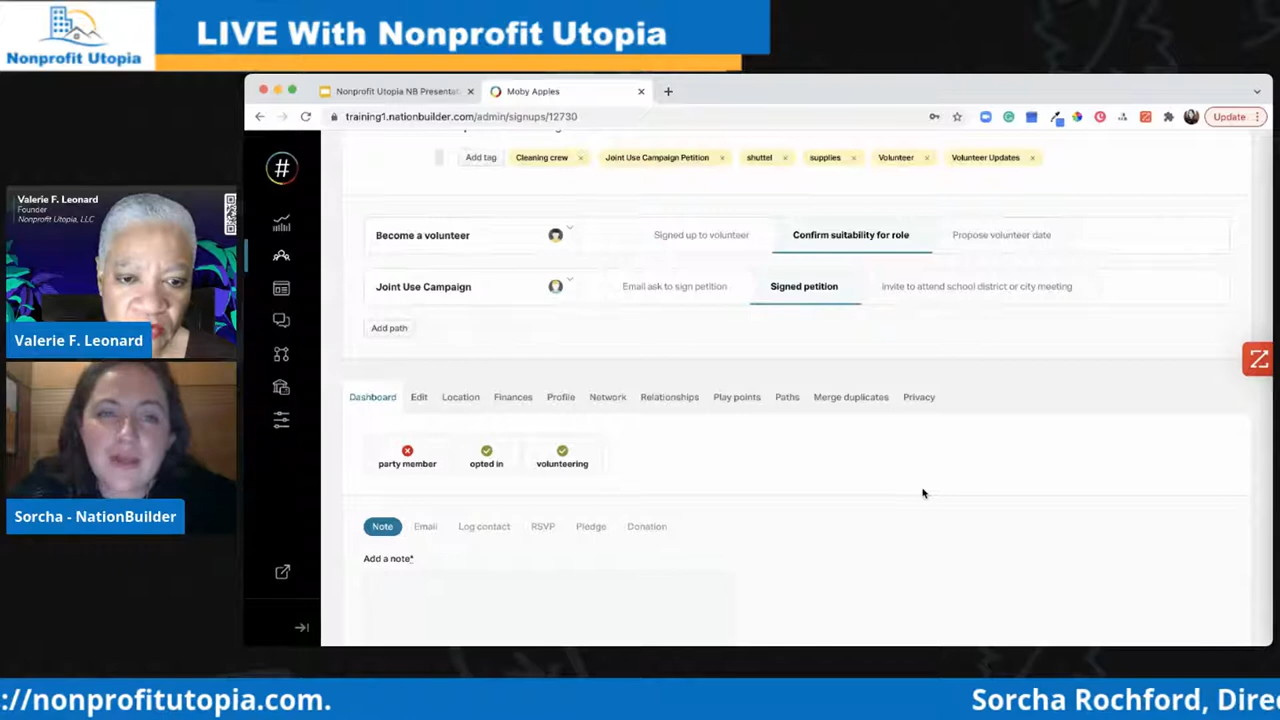 LIVE With Nonprofit Utopia
Nonprofit Utopia
Nonprofit Utopia NB Presentat
Moby Apples
training1.nationbuilder.com/admin/signups/12730
Update
#
Add tag
Cleaning crew
Joint Use Campaign Petition
shuttel
supplies
Volunteer
Volunteer Updates
Valerie F. Leonard
Founder
Nonprofit Utopia, LLC
Become a volunteer
Signed up to volunteer
Confirm suitability for role
Propose volunteer date
Joint Use Campaign
Email ask to sign petition
Signed petition
Invite to attend school district or city meeting
Add path
Valerie F. Leonard
Dashboard Edit Location Finances Profile Network Relationships Play points Paths Merge duplicates Privacy
party member
opted in
volunteering
Sorcha - NationBuilder
Note Email Log contact RSVP Pledge Donation
Add a note*
://nonprofitutopia.com.
Sorcha Rochford, Dire